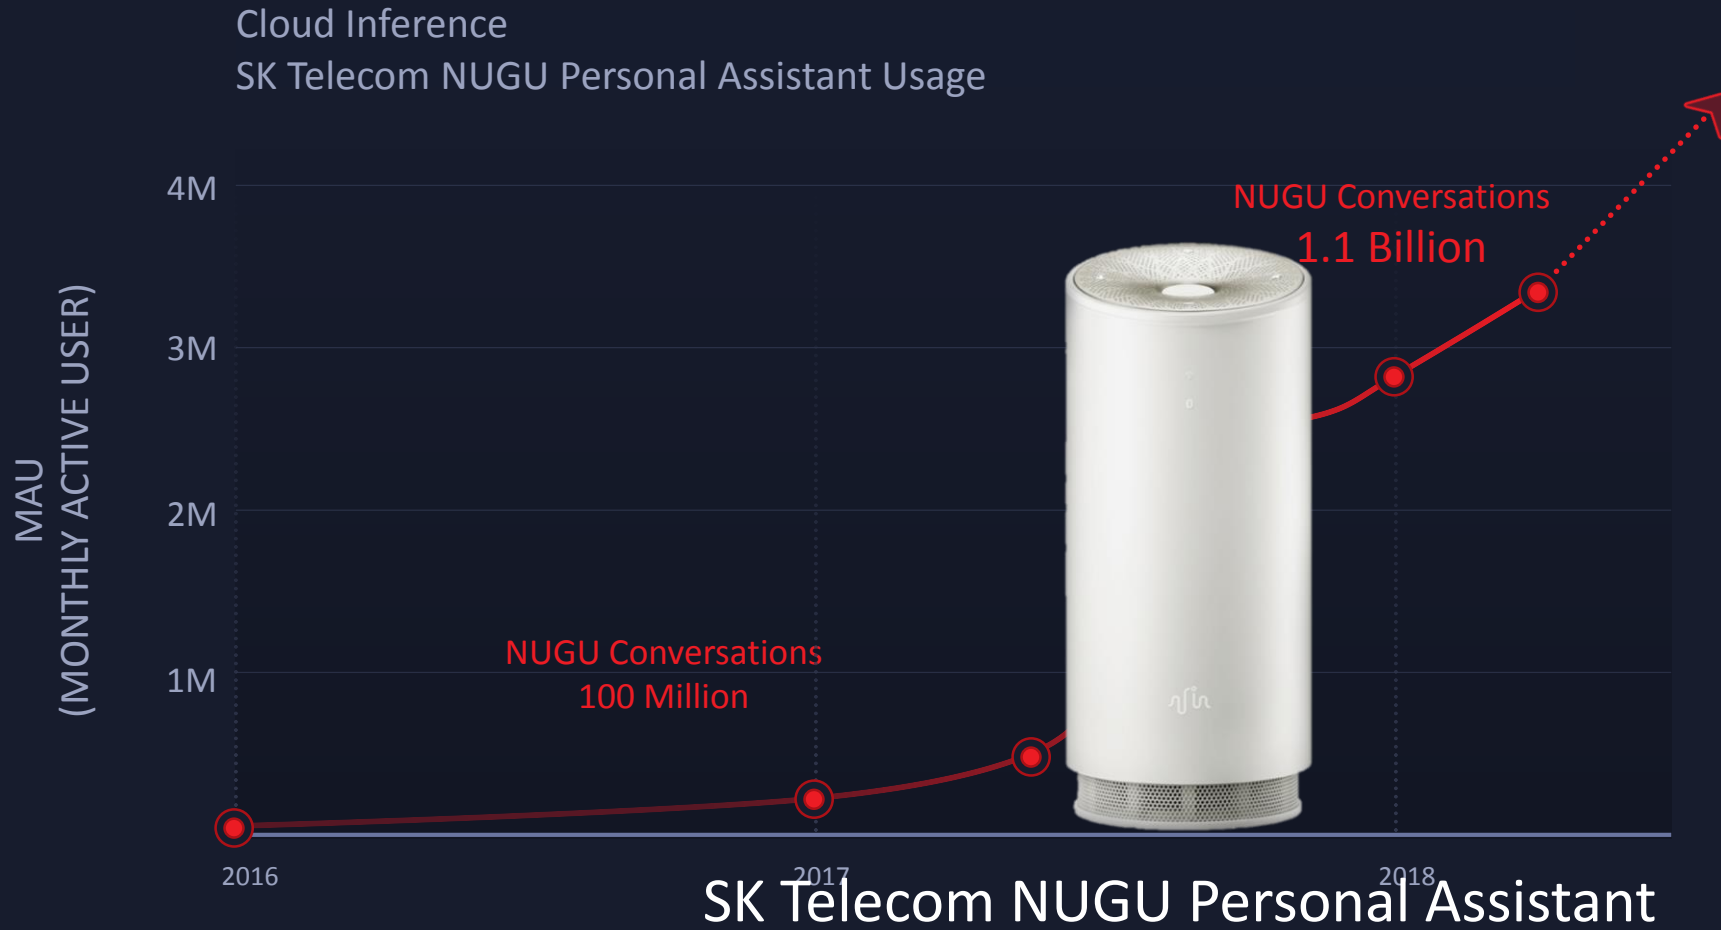 Cloud Inference
SK Telecom NUGU Personal Assistant Usage
4M
3M
2M
1M
MAU
(MONTHLY ACTIVE USER)
NUGU Conversations
1.1 Billion
NUGU Conversations
100 Million
2016
2017
2018
SK Telecom NUGU Personal Assistant